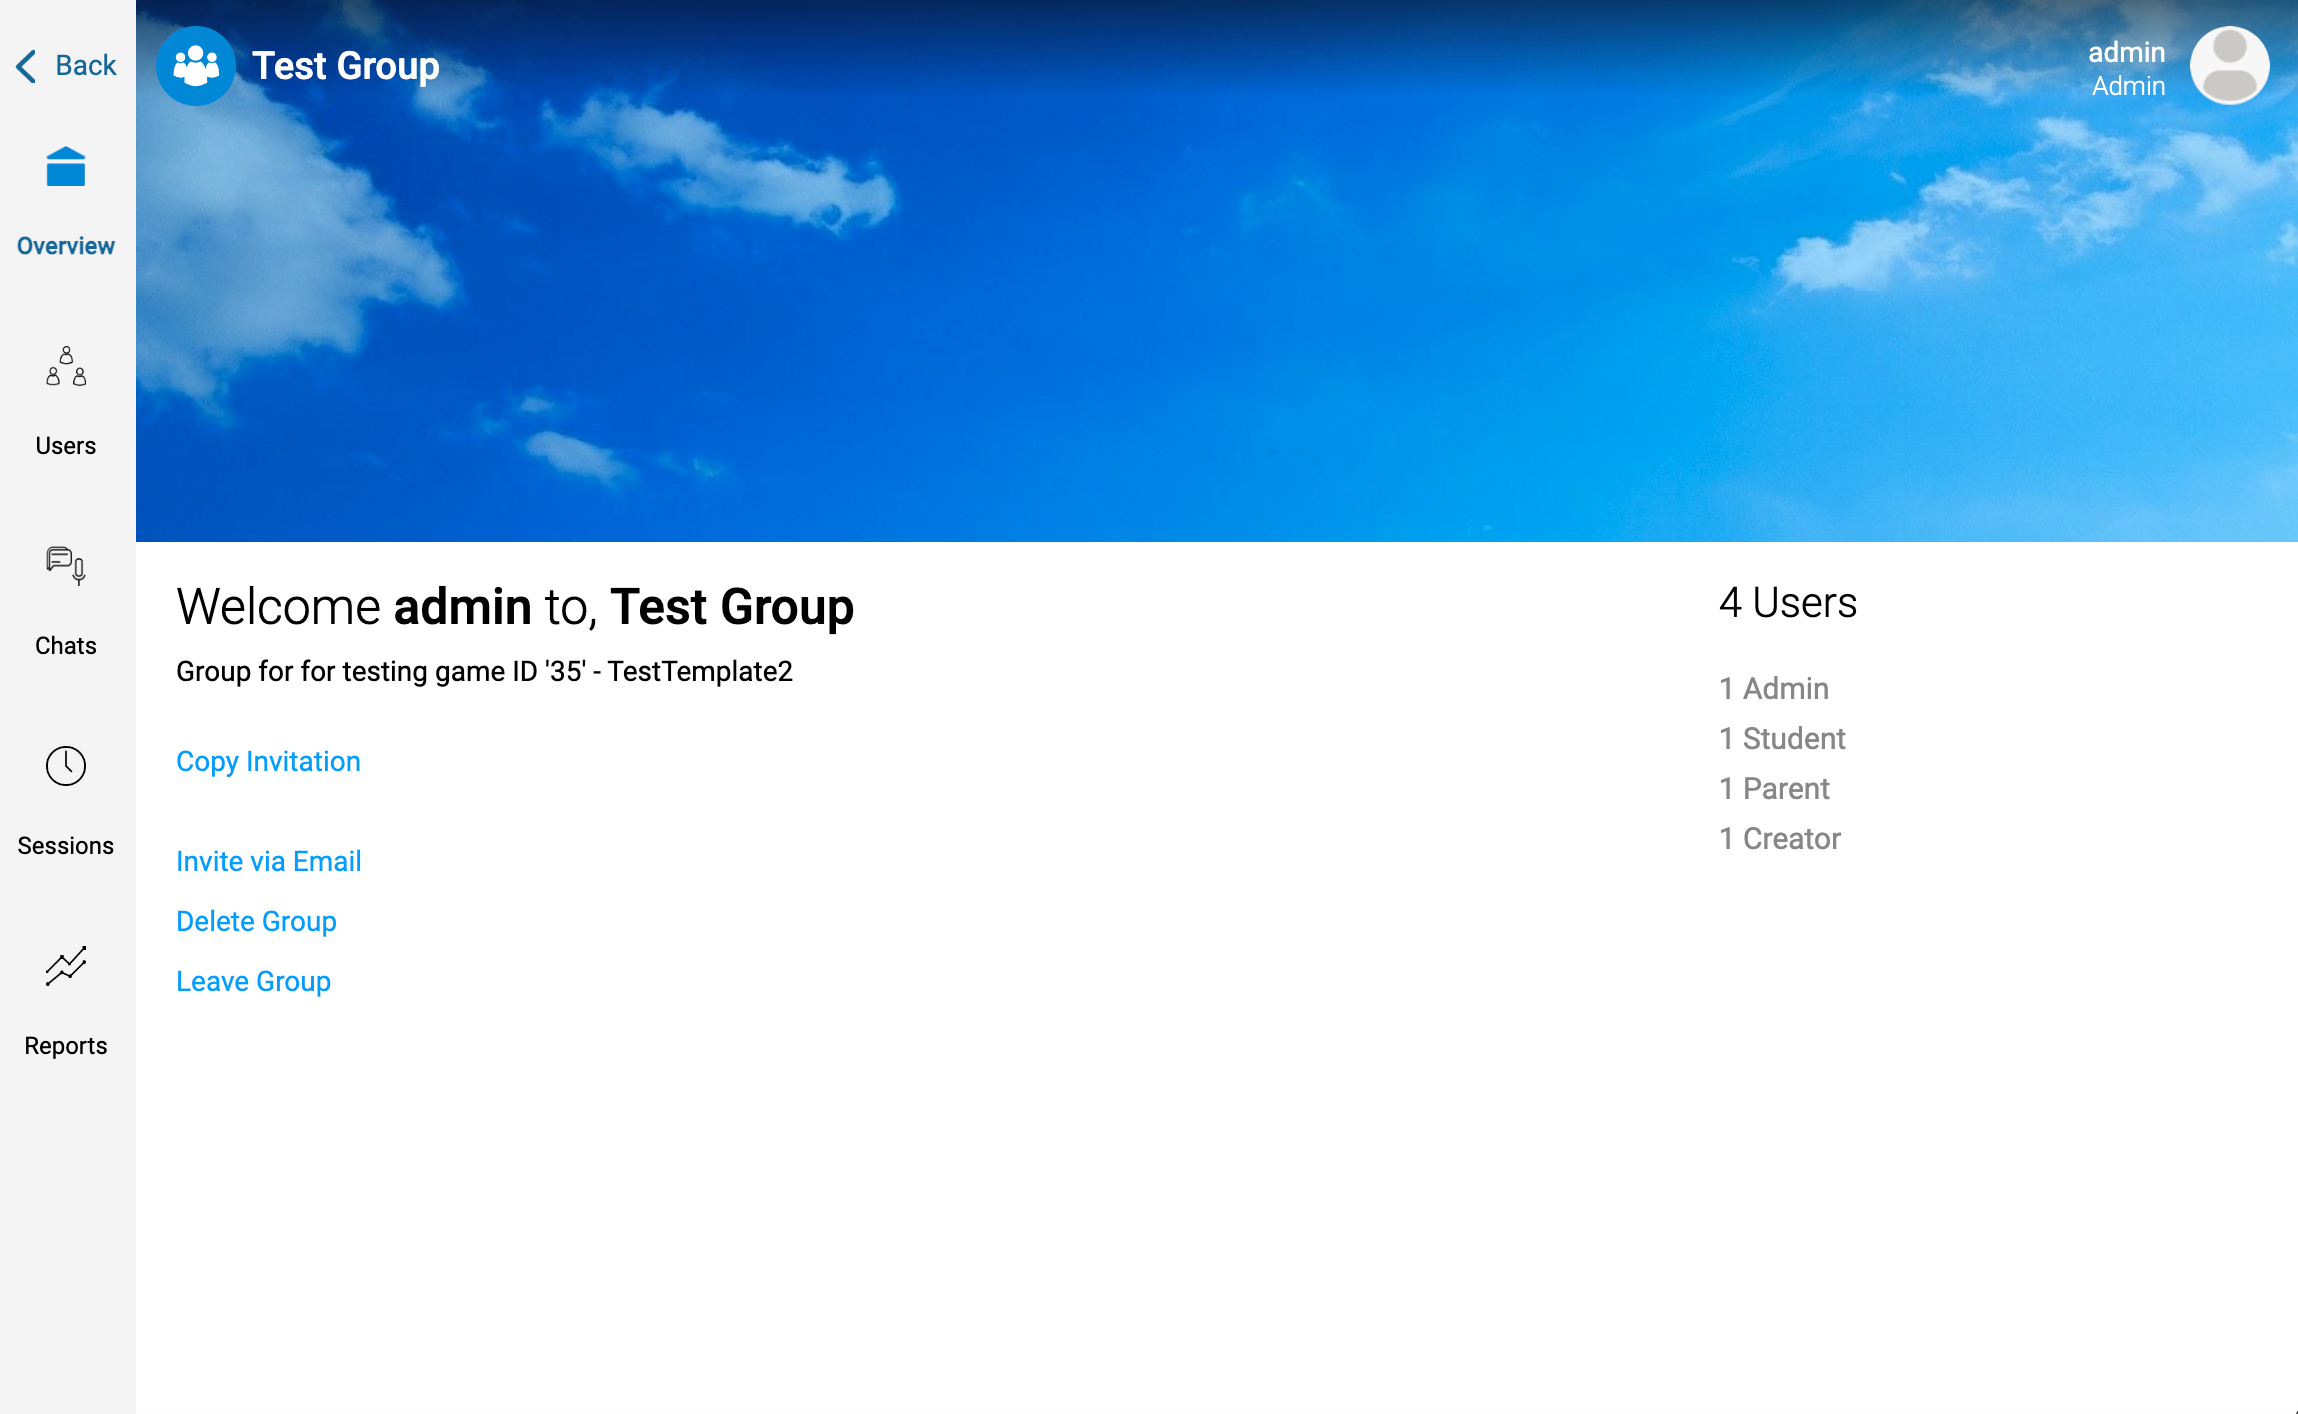 Back
Test Group
admin
Admin
Overview
Users
Chats
Sessions
Reports
Welcome admin to, Test Group
Group for for testing game ID '35' - TestTemplate2
Copy Invitation
Invite via Email
Delete Group
Leave Group
4 Users
1 Admin
1 Student
1 Parent
1 Creator